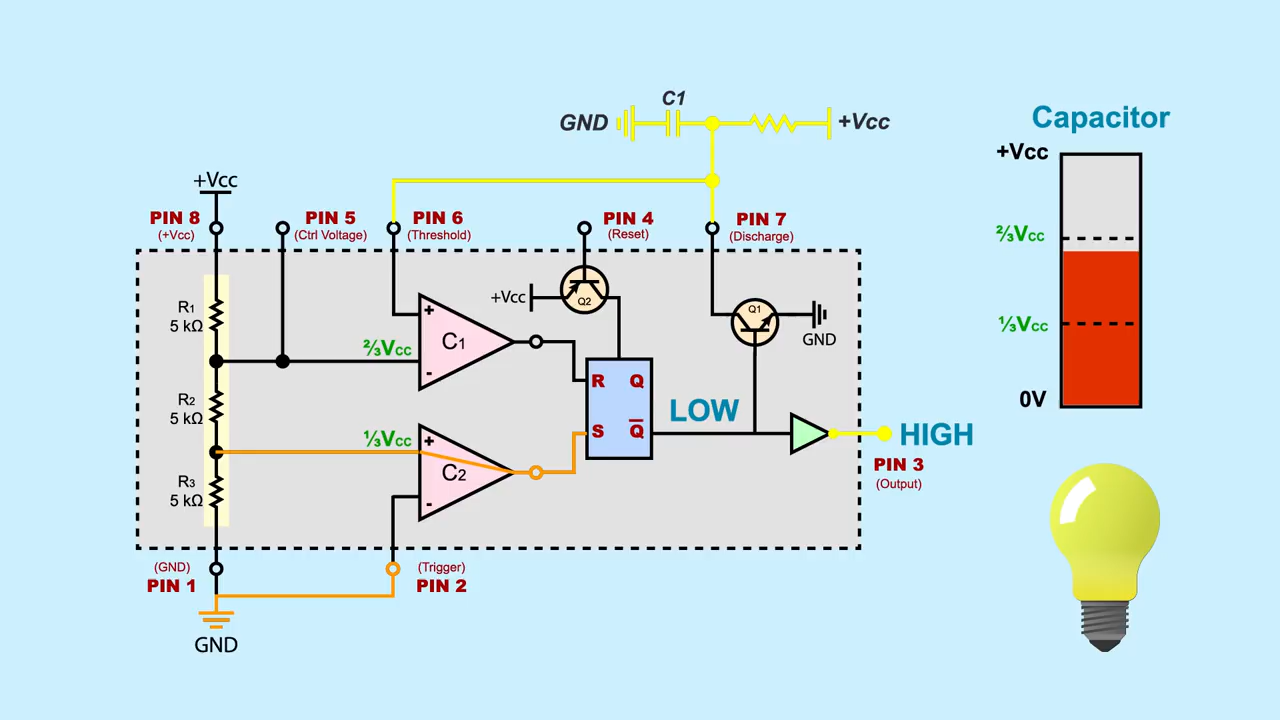 C1
GND
+Vcc
Capacitor
+Vcc
⅔Vcc
⅓Vcc
0V
+Vcc
PIN 8
(+Vcc)
PIN 5
(Ctrl Voltage)
PIN 6
(Threshold)
PIN 4
(Reset)
PIN 7
(Discharge)
R1
5 kΩ
R2
5 kΩ
R3
5 kΩ
⅔Vcc
+
C1
-
+Vcc
Q2
Q1
GND
R Q
S Q̅
LOW
⅓Vcc
+
C2
-
HIGH
PIN 3
(Output)
(GND)
PIN 1
(Trigger)
PIN 2
GND